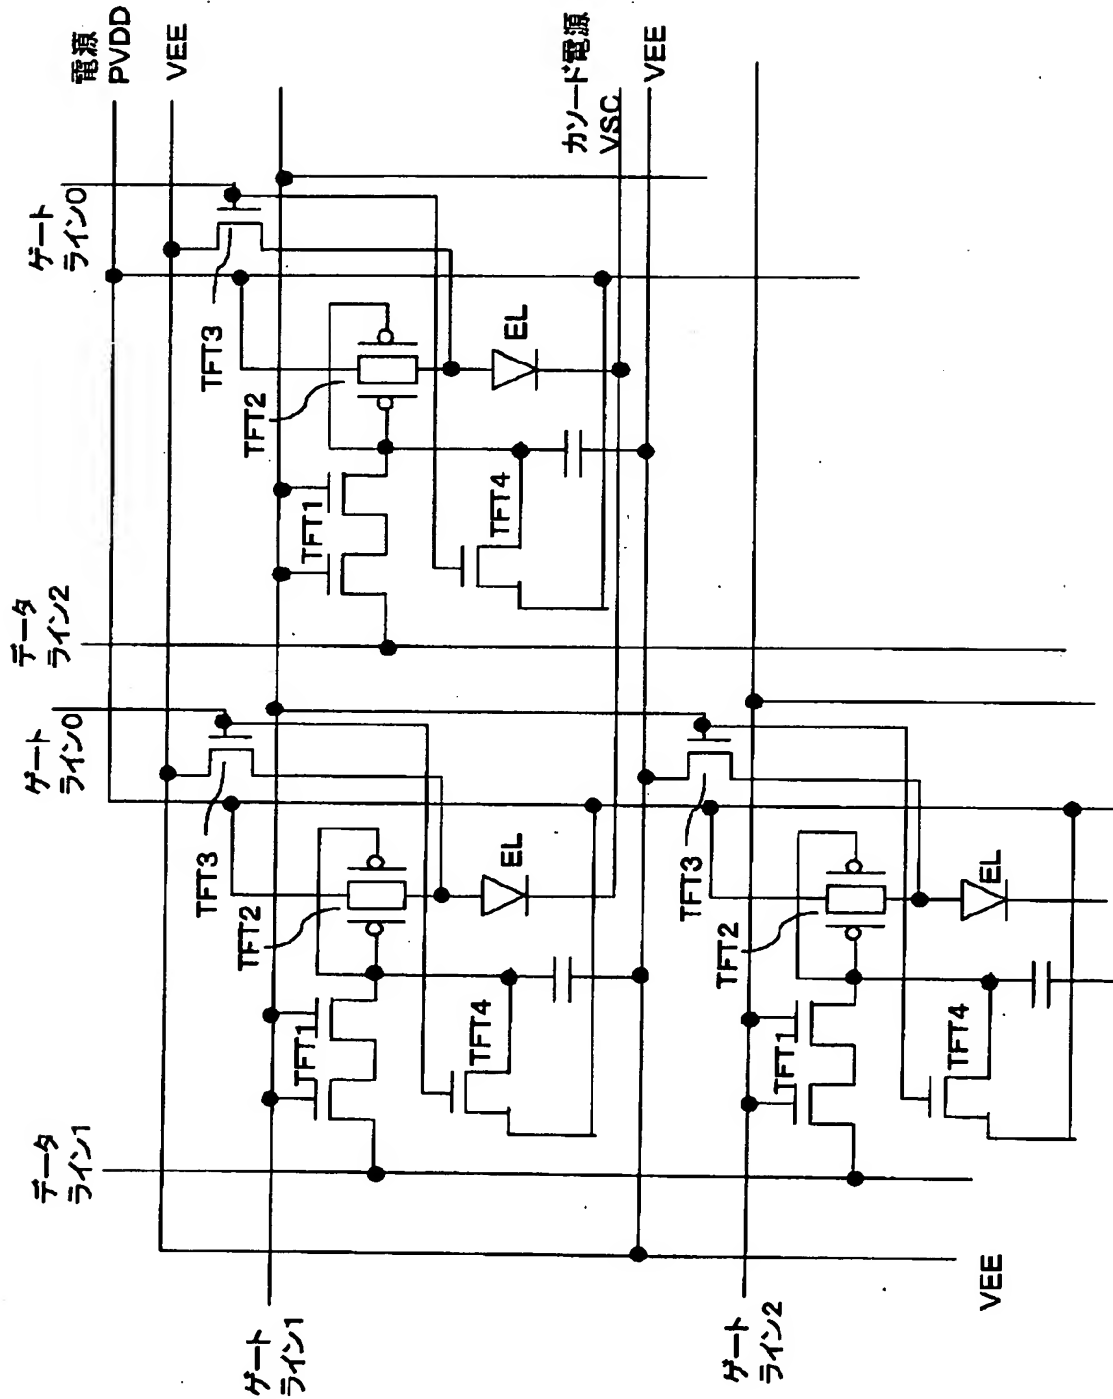 データ
ライン1
ゲート
ライン0
データ
ライン2
ゲート
ライン0
電源
PVDD
VEE
TFT3
TFT3
TFT2
TFT2
ゲート
ライン1
TFT1
TFT1
TFT4
EL
TFT4
EL
カソード電源
VSC
VEE
TFT3
TFT2
ゲート
ライン2
TFT1
TFT4
EL
VEE